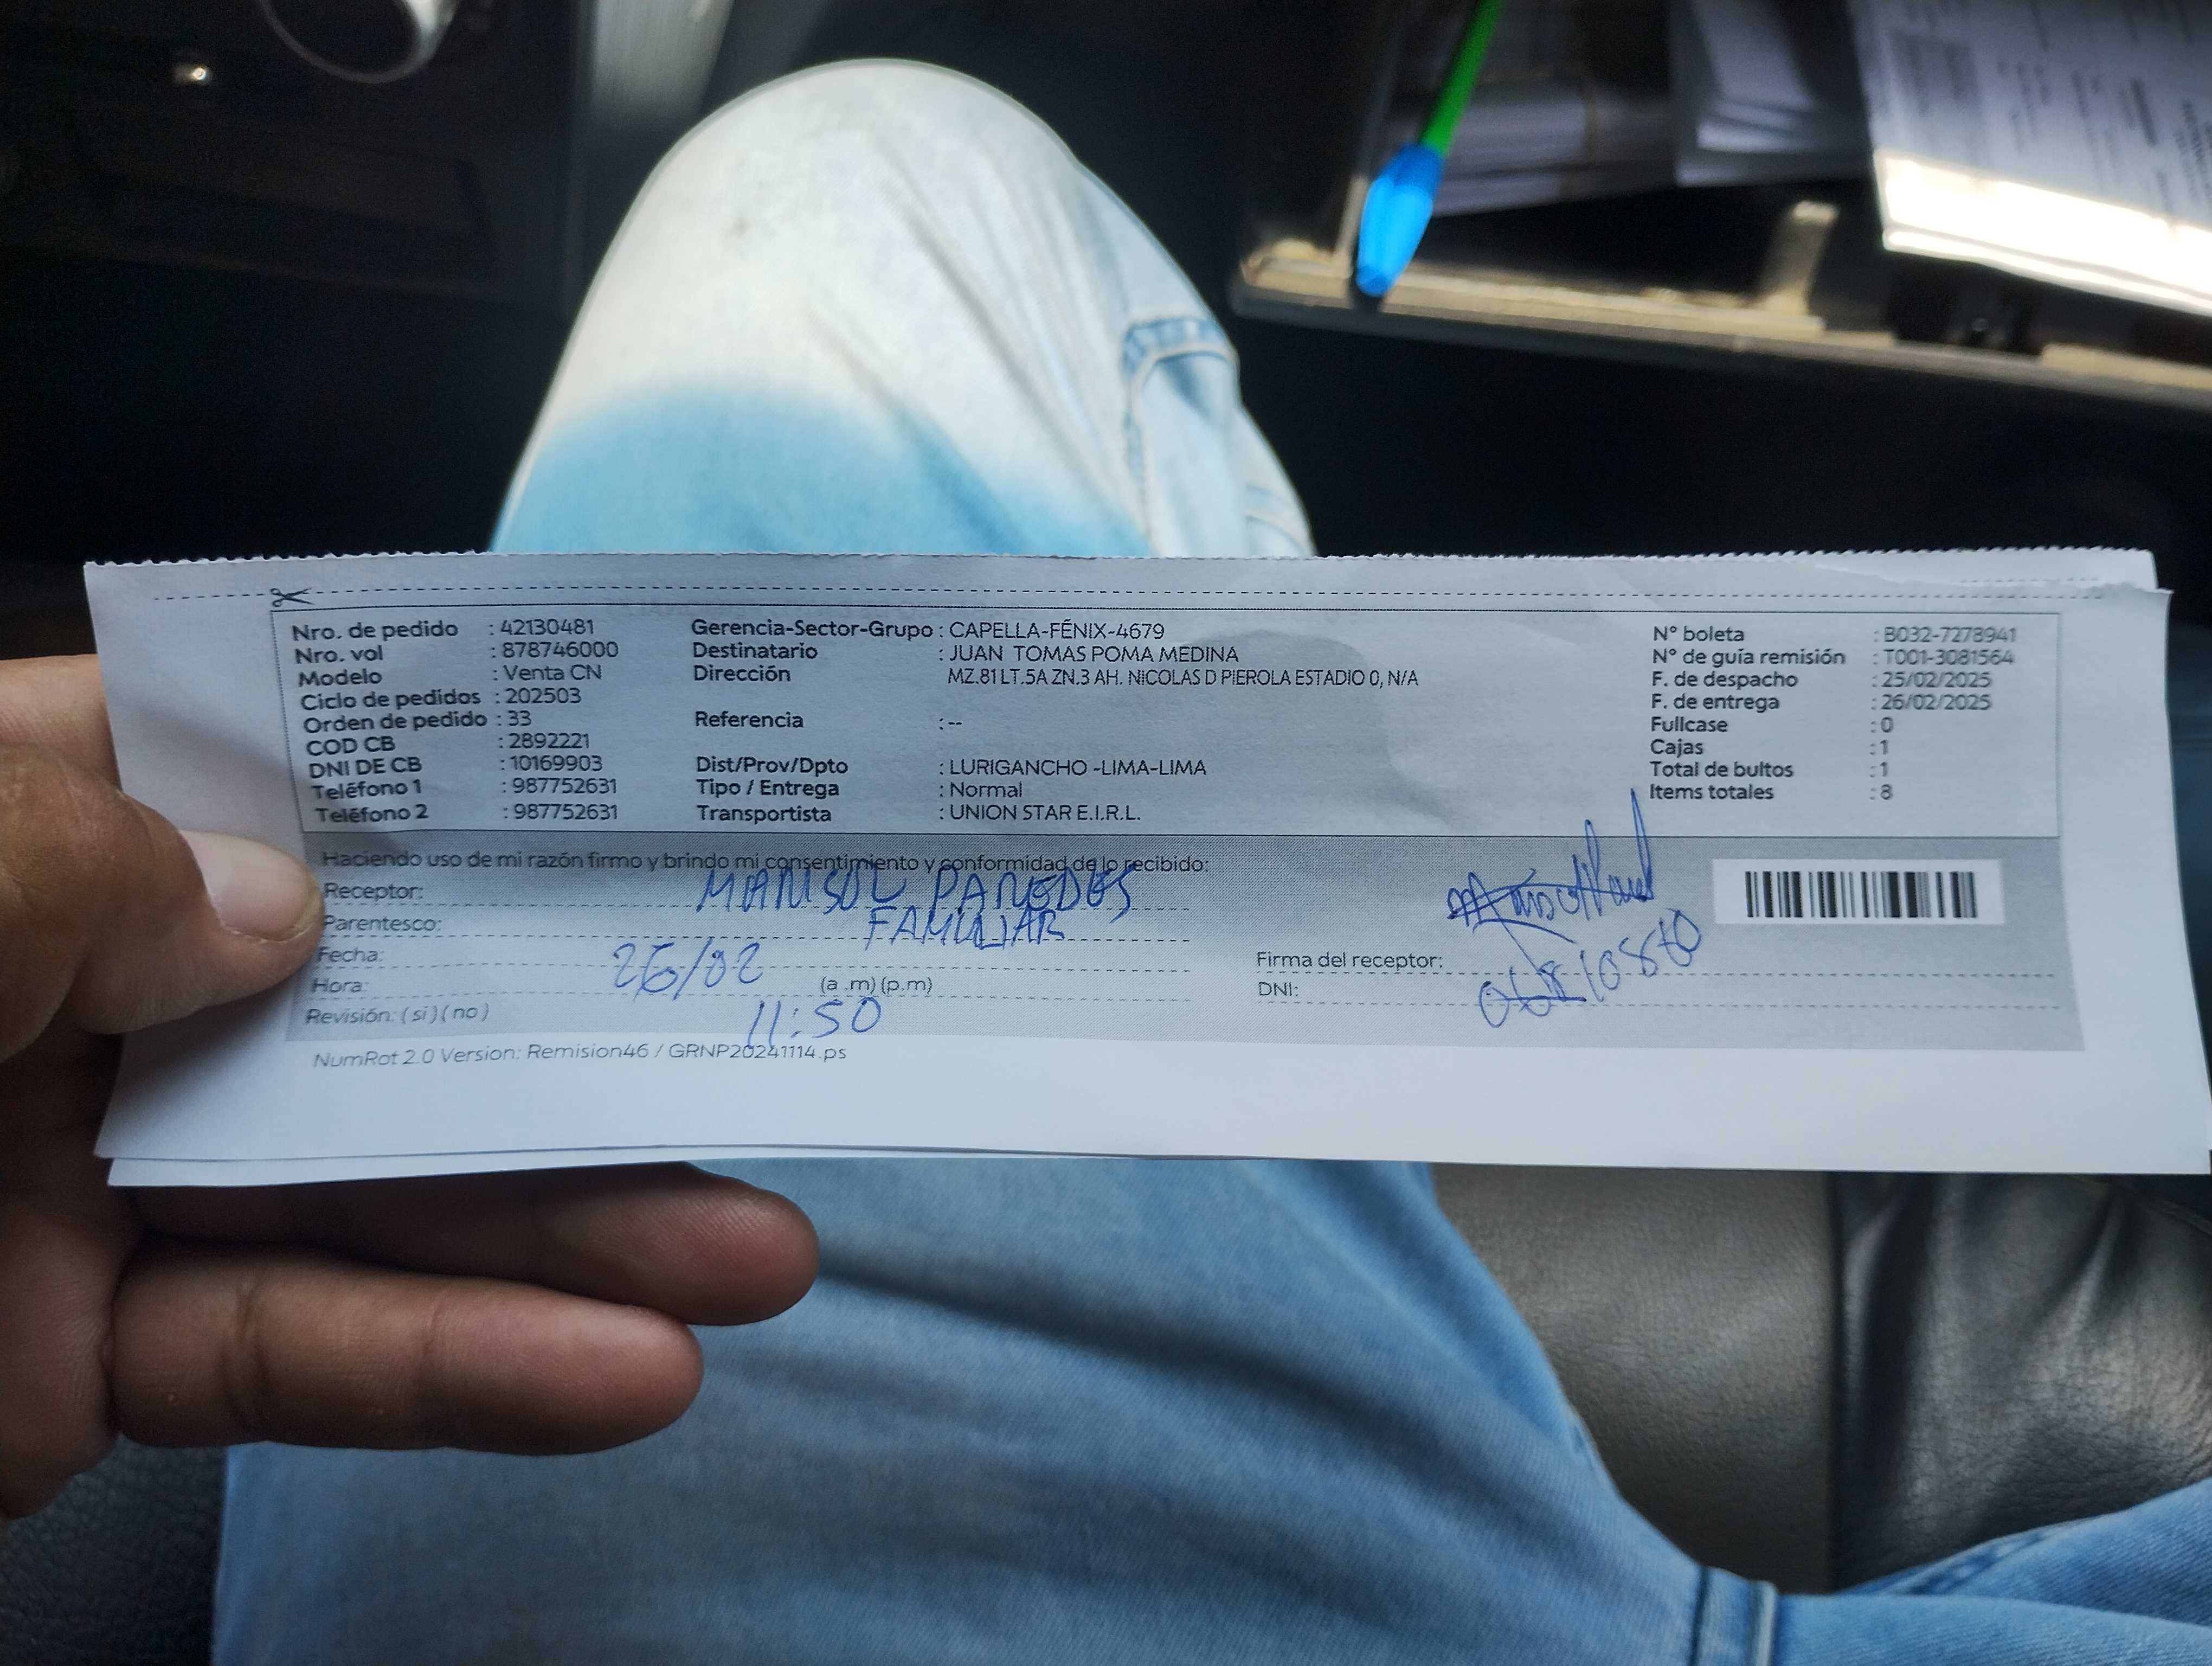 Nro. de pedido : 42130481
Nro. vol : 878746000
Modelo : Venta CN
Ciclo de pedidos : 202503
Orden de pedido : 33
COD CB : 2892221
DNI DE CB : 10169903
Teléfono 1 : 987752631
Teléfono 2 : 987752631
Gerencia-Sector-Grupo : CAPELLA-FÉNIX-4679
Destinatario : JUAN TOMAS POMA MEDINA
Dirección MZ.81 LT.5A ZN.3 AH. NICOLAS D PIEROLA ESTADIO 0, N/A
Referencia : --
Dist/Prov/Dpto : LURIGANCHO -LIMA-LIMA
Tipo / Entrega : Normal
Transportista : UNION STAR E.I.R.L.
N° boleta : B032-7278941
N° de guía remisión : T001-3081564
F. de despacho : 25/02/2025
F. de entrega : 26/02/2025
Fullcase : 0
Cajas : 1
Total de bultos : 1
Items totales : 8
Haciendo uso de mi razón firmo y brindo mi consentimiento y conformidad de lo recibido:
Receptor: MARISOL PAREDES
Parentesco: FAMILIAR
Fecha: 26/02
Hora: 11:50 (a .m) (p.m)
Revisión: ( si ) ( no )
Firma del receptor:
DNI:
NumRot 2.0 Version: Remision46 / GRNP20241114.ps